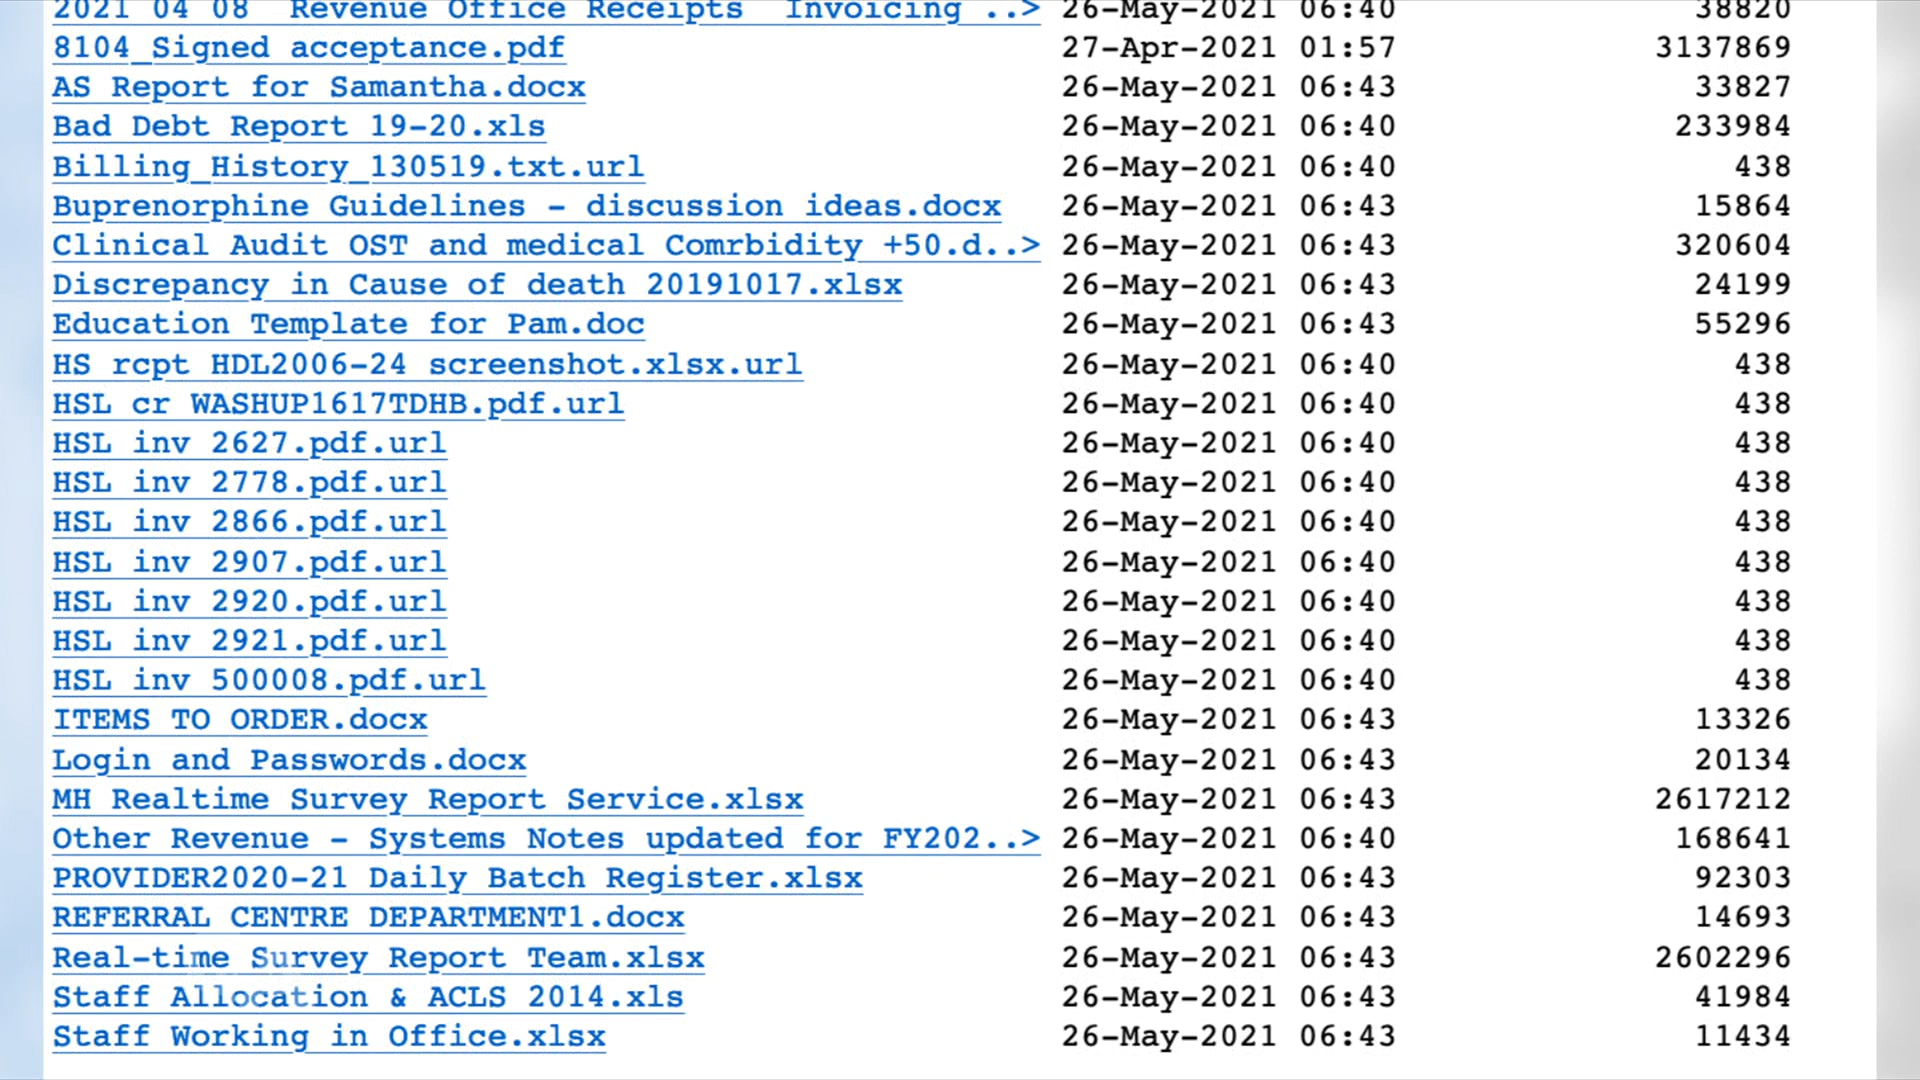 2021 04 08 Revenue Office Receipts Invoicing ..> 26-May-2021 06:40 38820
8104_Signed acceptance.pdf 27-Apr-2021 01:57 3137869
AS Report for Samantha.docx 26-May-2021 06:43 33827
Bad Debt Report 19-20.xls 26-May-2021 06:40 233984
Billing_History_130519.txt.url 26-May-2021 06:40 438
Buprenorphine Guidelines - discussion ideas.docx 26-May-2021 06:43 15864
Clinical Audit OST and medical Comrbidity +50.d..> 26-May-2021 06:43 320604
Discrepancy in Cause of death 20191017.xlsx 26-May-2021 06:43 24199
Education Template for Pam.doc 26-May-2021 06:43 55296
HS rcpt HDL2006-24 screenshot.xlsx.url 26-May-2021 06:40 438
HSL cr WASHUP1617TDHB.pdf.url 26-May-2021 06:40 438
HSL inv 2627.pdf.url 26-May-2021 06:40 438
HSL inv 2778.pdf.url 26-May-2021 06:40 438
HSL inv 2866.pdf.url 26-May-2021 06:40 438
HSL inv 2907.pdf.url 26-May-2021 06:40 438
HSL inv 2920.pdf.url 26-May-2021 06:40 438
HSL inv 2921.pdf.url 26-May-2021 06:40 438
HSL inv 500008.pdf.url 26-May-2021 06:40 438
ITEMS TO ORDER.docx 26-May-2021 06:43 13326
Login and Passwords.docx 26-May-2021 06:43 20134
MH Realtime Survey Report Service.xlsx 26-May-2021 06:43 2617212
Other Revenue - Systems Notes updated for FY202..> 26-May-2021 06:40 168641
PROVIDER2020-21 Daily Batch Register.xlsx 26-May-2021 06:43 92303
REFERRAL CENTRE DEPARTMENT1.docx 26-May-2021 06:43 14693
Real-time Survey Report Team.xlsx 26-May-2021 06:43 2602296
Staff Allocation & ACLS 2014.xls 26-May-2021 06:43 41984
Staff Working in Office.xlsx 26-May-2021 06:43 11434